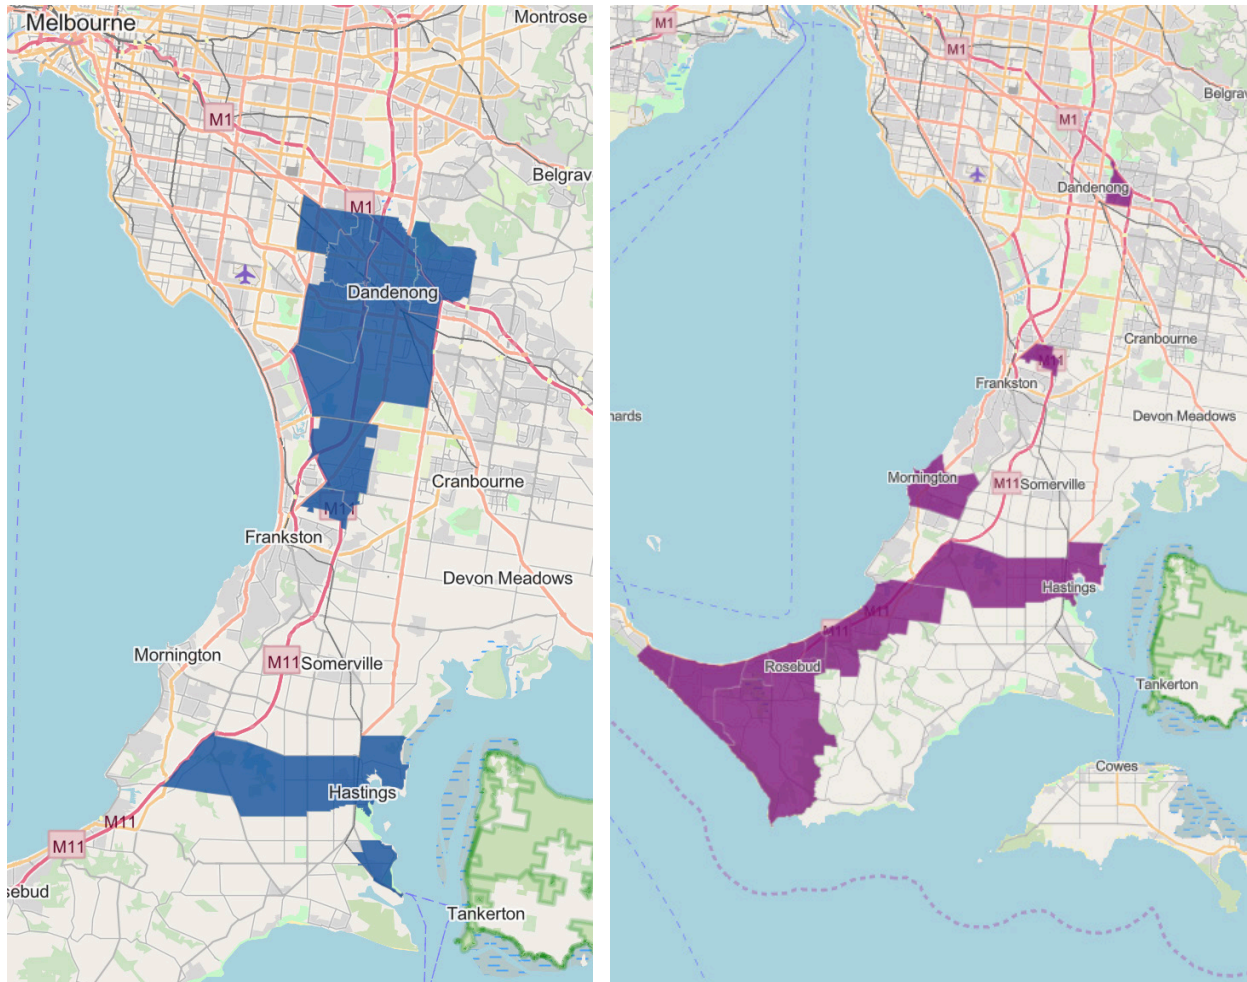 Melbourne
Montrose
M1
Belgrav
M1
Dandenong
M11
Cranbourne
Frankston
Devon Meadows
Mornington
M11
Somerville
Hastings
M11
M11
sebud
Tankerton
M1
M1
Belgrav
M1
Dandenong
Cranbourne
M11
Frankston
nards
Devon Meadows
Mornington
M11
Somerville
Hastings
M11
M11
Rosebud
Tankerton
Cowes